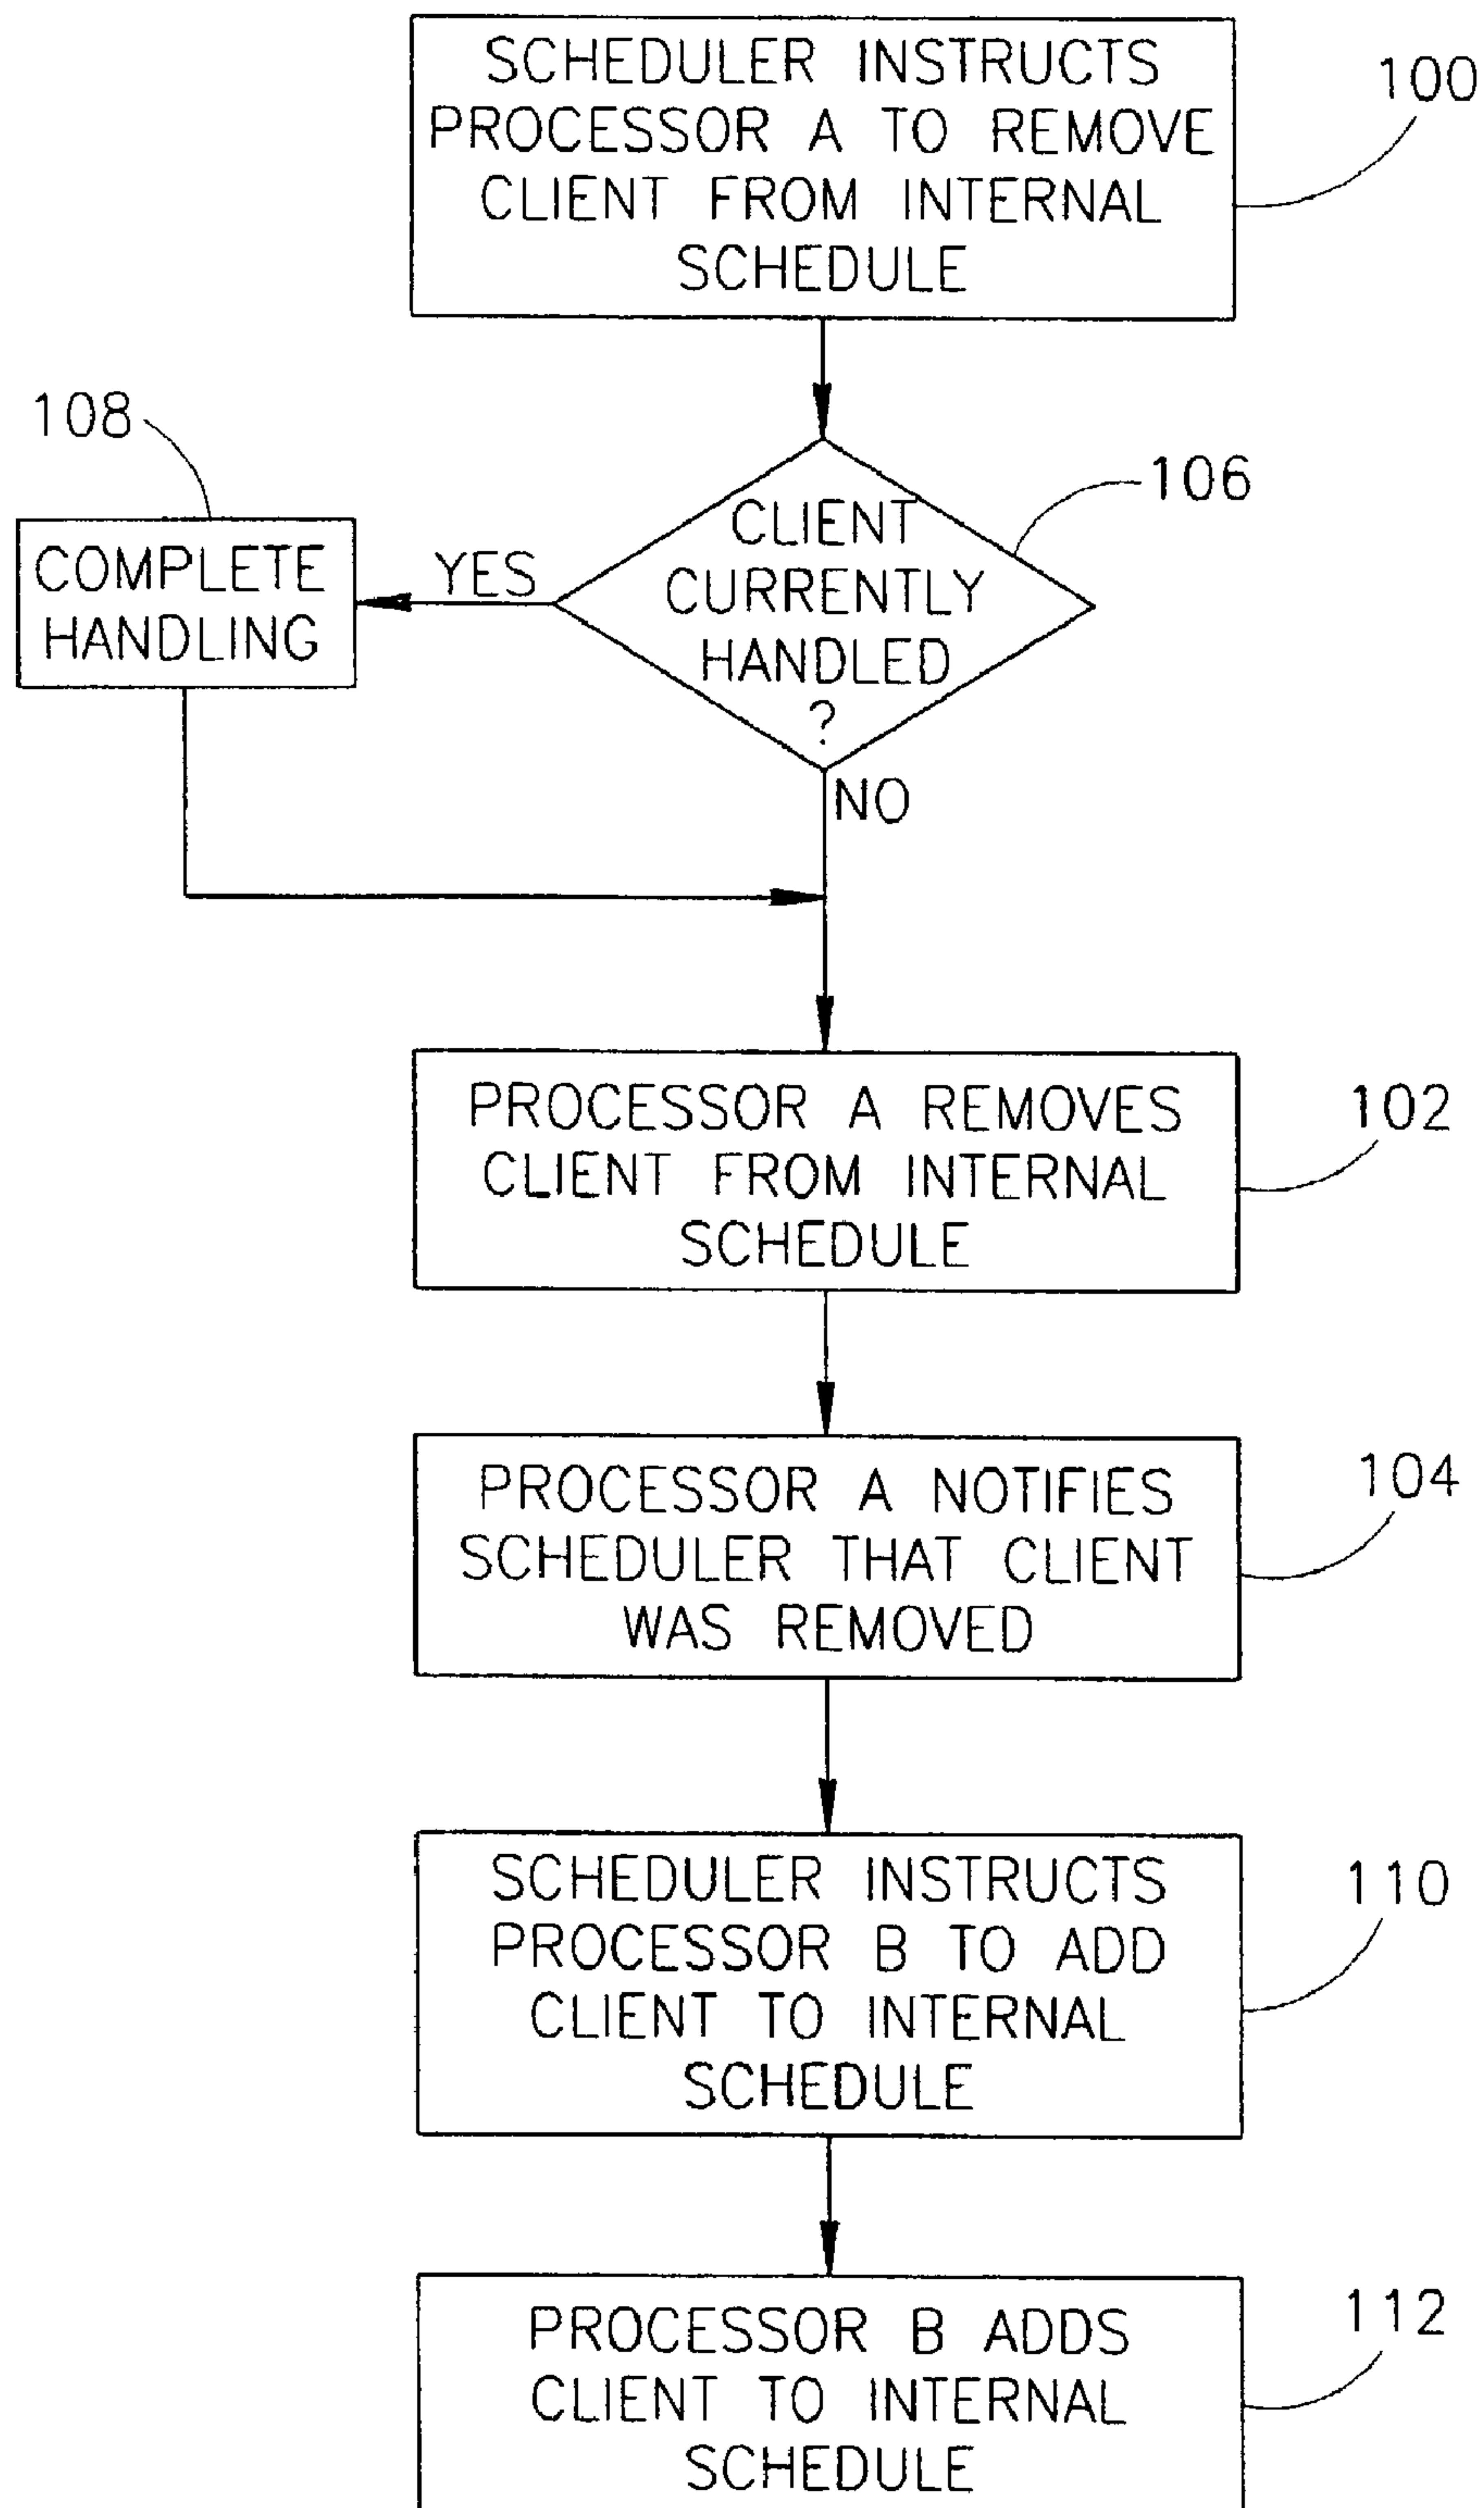 SCHEDULER INSTRUCTS
PROCESSOR A TO REMOVE
CLIENT FROM INTERNAL
SCHEDULE
100
108
106
CLIENT
CURRENTLY
HANDLED
?
YES
COMPLETE
HANDLING
NO
PROCESSOR A REMOVES
CLIENT FROM INTERNAL
SCHEDULE
102
PROCESSOR A NOTIFIES
SCHEDULER THAT CLIENT
WAS REMOVED
104
SCHEDULER INSTRUCTS
PROCESSOR B TO ADD
CLIENT TO INTERNAL
SCHEDULE
110
PROCESSOR B ADDS
CLIENT TO INTERNAL
SCHEDULE
112